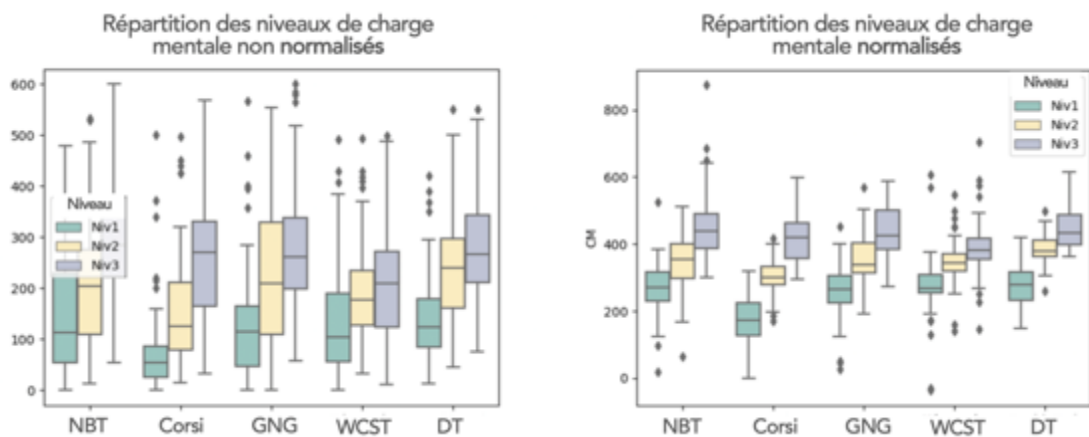 Répartition des niveaux de charge
mentale non normalisés
600
500
400
300
200
100
0
Niveau
Niv1
Niv2
Niv3
NBT Corsi GNG WCST DT
Répartition des niveaux de charge
mentale normalisés
CM
800
600
400
200
0
Niveau
Niv1
Niv2
Niv3
NBT Corsi GNG WCST DT